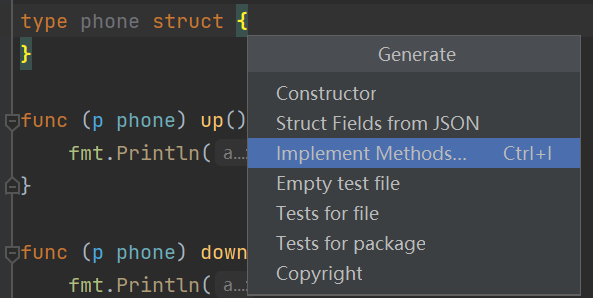 type phone struct {
}
func (p phone) up()
fmt.Println( a...
}
func (p phone) down
fmt.Println( a...
Generate
Constructor
Struct Fields from JSON
Implement Methods... Ctrl+I
Empty test file
Tests for file
Tests for package
Copyright